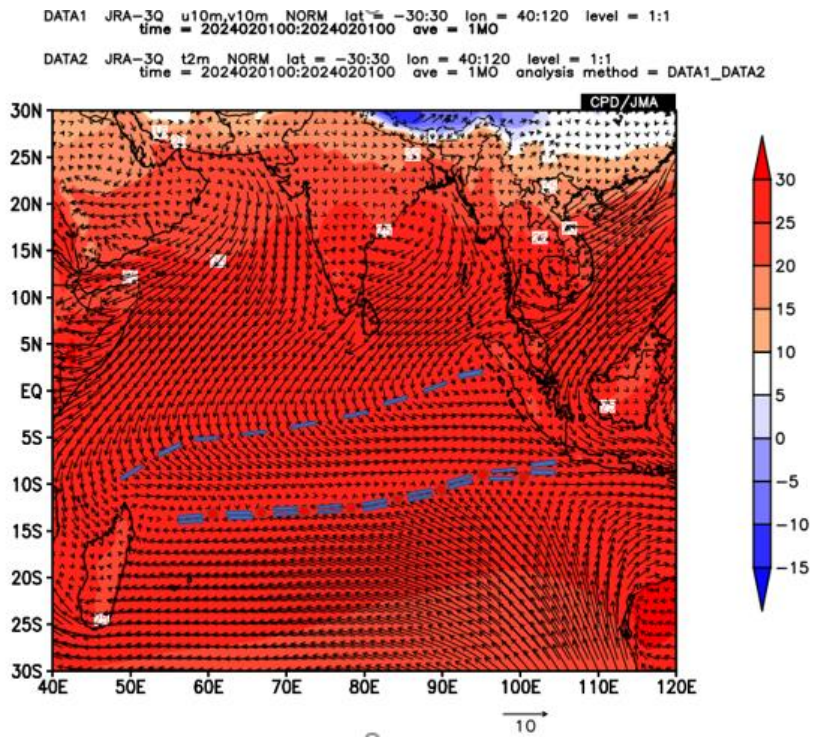 DATA1 JRA-3Q u10m,v10m NORM lat = -30:30 lon = 40:120 level = 1:1
time = 2024020100:2024020100 ave = 1MO
DATA2 JRA-3Q t2m NORM lat = -30:30 lon = 40:120 level = 1:1
time = 2024020100:2024020100 ave = 1MO analysis method = DATA1_DATA2
CPD/JMA
30N
25N
20N
15N
10N
5N
EQ
5S
10S
15S
20S
25S
30S
40E 50E 60E 70E 80E 90E 100E 110E 120E
30
25
20
15
10
5
0
-5
-10
-15
10